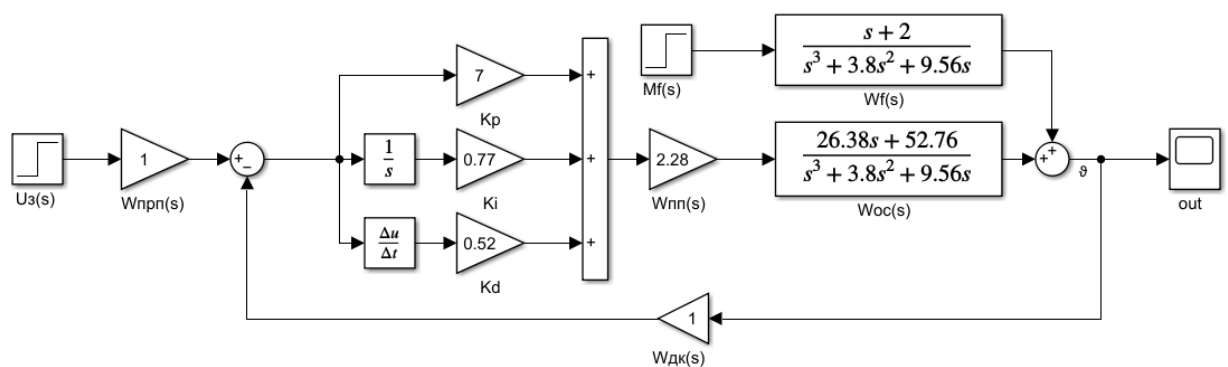 Uз(s)
1
Wпрп(s)
+
−
7
Kp
1
s
0.77
Ki
Δu
Δt
0.52
Kd
+
+
+
2.28
Wпп(s)
Mf(s)
s + 2
s³ + 3.8s² + 9.56s
Wf(s)
26.38s + 52.76
s³ + 3.8s² + 9.56s
Woc(s)
+
+
ϑ
out
1
Wдк(s)